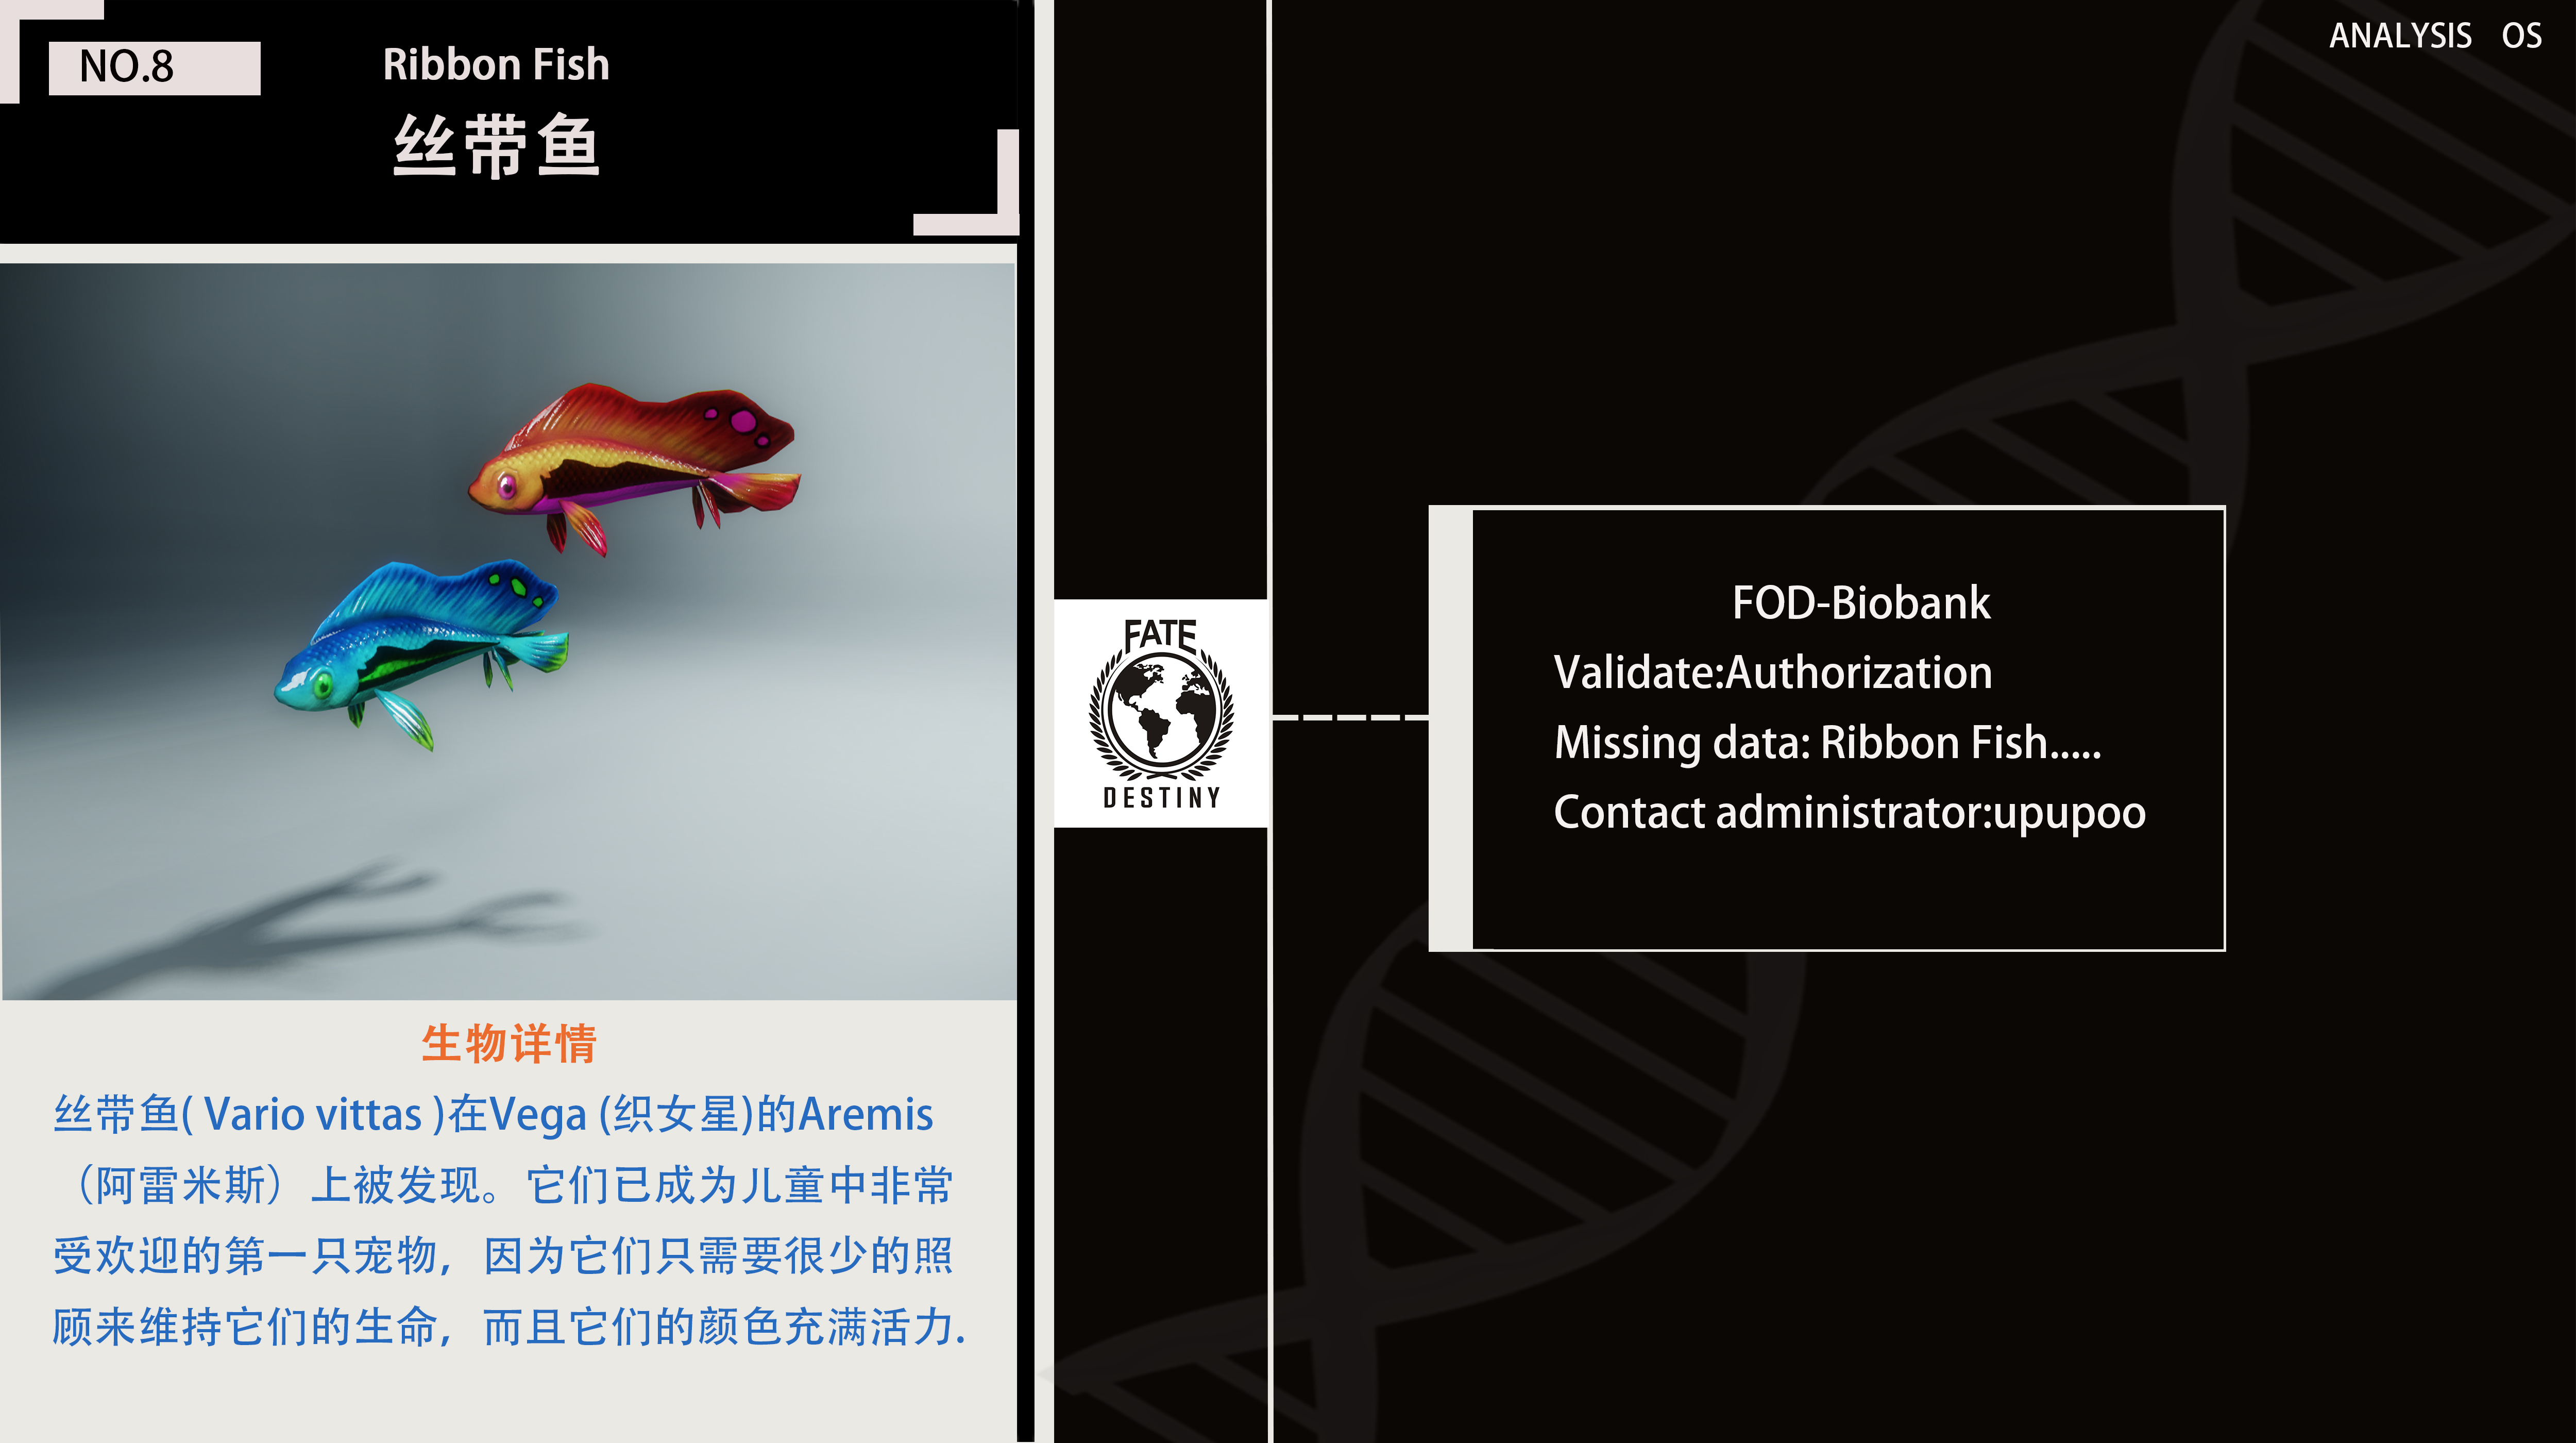 NO.8
Ribbon Fish
丝带鱼
生物详情
丝带鱼( Vario vittas )在Vega (织女星)的Aremis
（阿雷米斯）上被发现。它们已成为儿童中非常
受欢迎的第一只宠物，因为它们只需要很少的照
顾来维持它们的生命，而且它们的颜色充满活力.
FATE
DESTINY
ANALYSIS OS
FOD-Biobank
Validate:Authorization
Missing data: Ribbon Fish.....
Contact administrator:upupoo